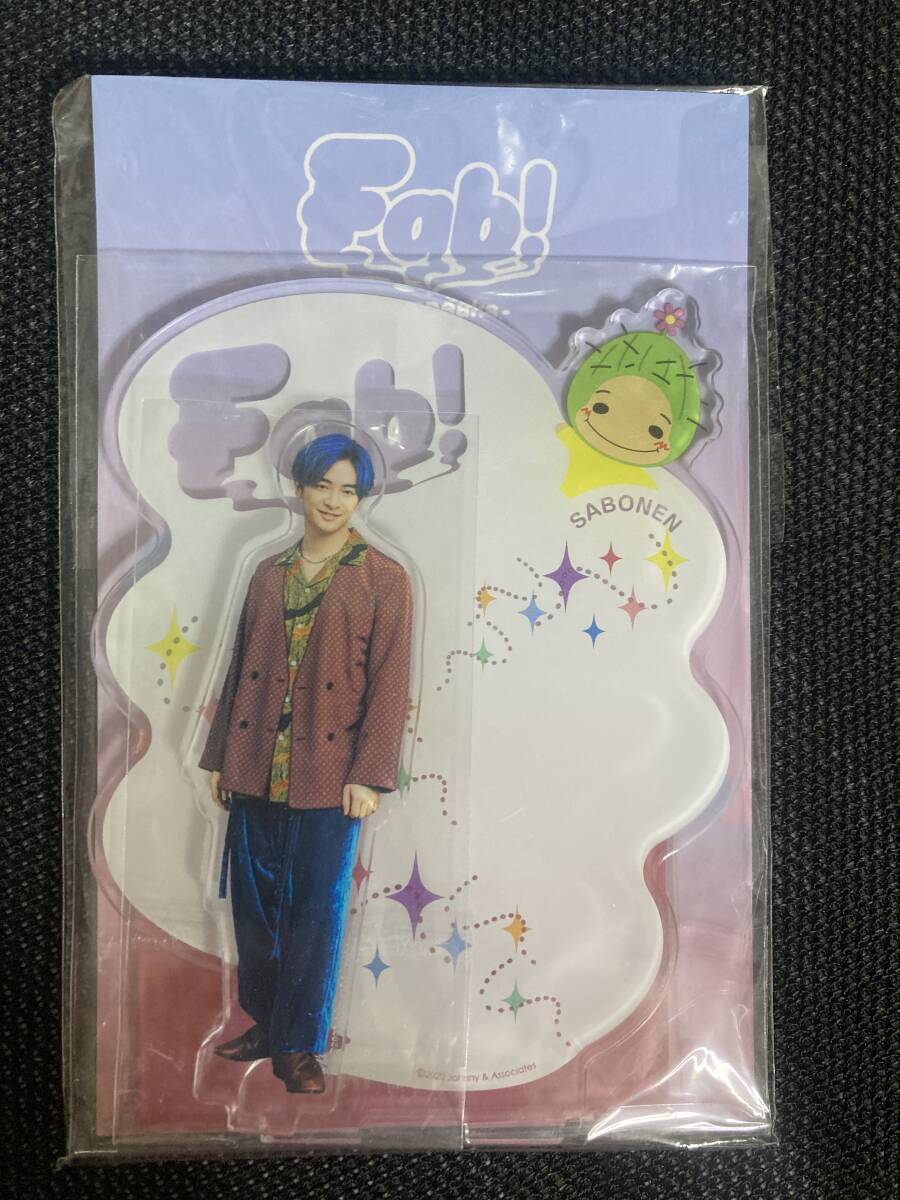 Fab!
Fab!
SABONEN
©2020 Johnny & Associates